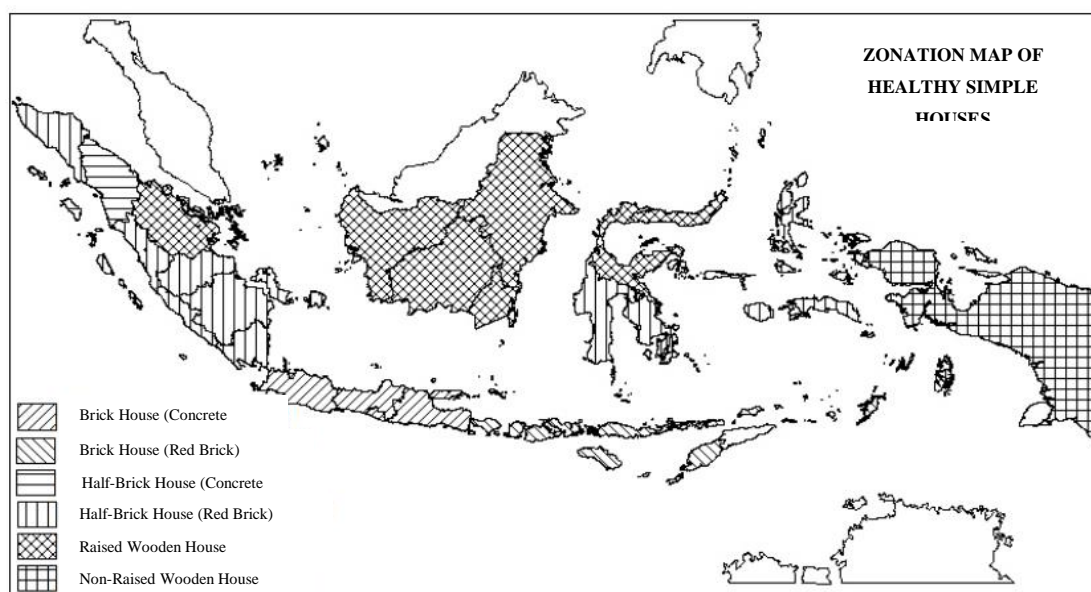 ZONATION MAP OF
HEALTHY SIMPLE
HOUSES
Brick House (Concrete
Brick House (Red Brick)
Half-Brick House (Concrete
Half-Brick House (Red Brick)
Raised Wooden House
Non-Raised Wooden House